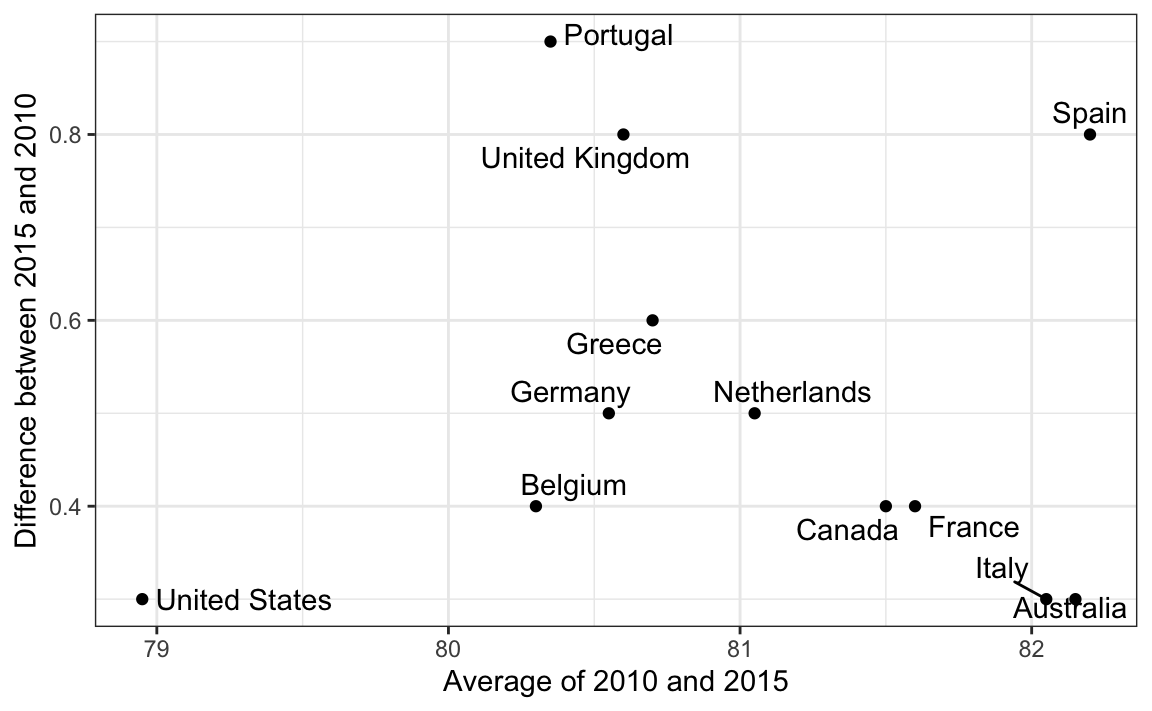 Portugal
Spain
United Kingdom
Greece
Germany
Netherlands
Belgium
Canada
France
Italy
United States
Australia
0.8
0.6
0.4
79
80
81
82
Average of 2010 and 2015
Difference between 2015 and 2010